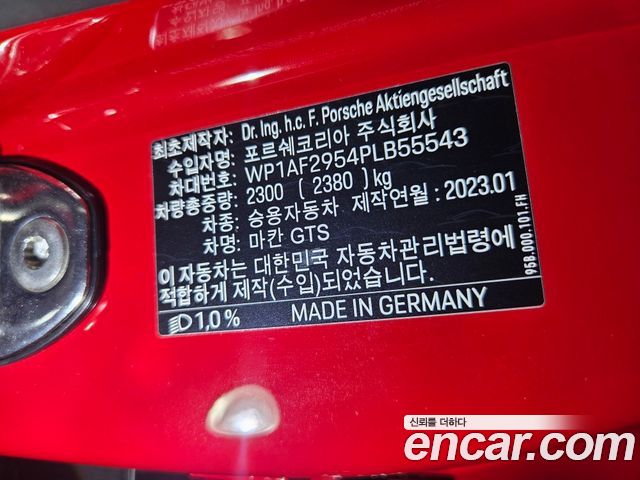 최초제작자: Dr. Ing. h.c. F. Porsche Aktiengesellschaft
수입자명: 포르쉐코리아 주식회사
차대번호: WP1AF2954PLB55543
차량총중량: 2300 ( 2380 ) kg
차종: 승용자동차 제작연월 : 2023.01
차명: 마칸 GTS
이 자동차는 대한민국 자동차관리법령에
적합하게 제작(수입)되었습니다.
1,0 % MADE IN GERMANY
95B.000.101.FH
신뢰를 더하다
encar.com